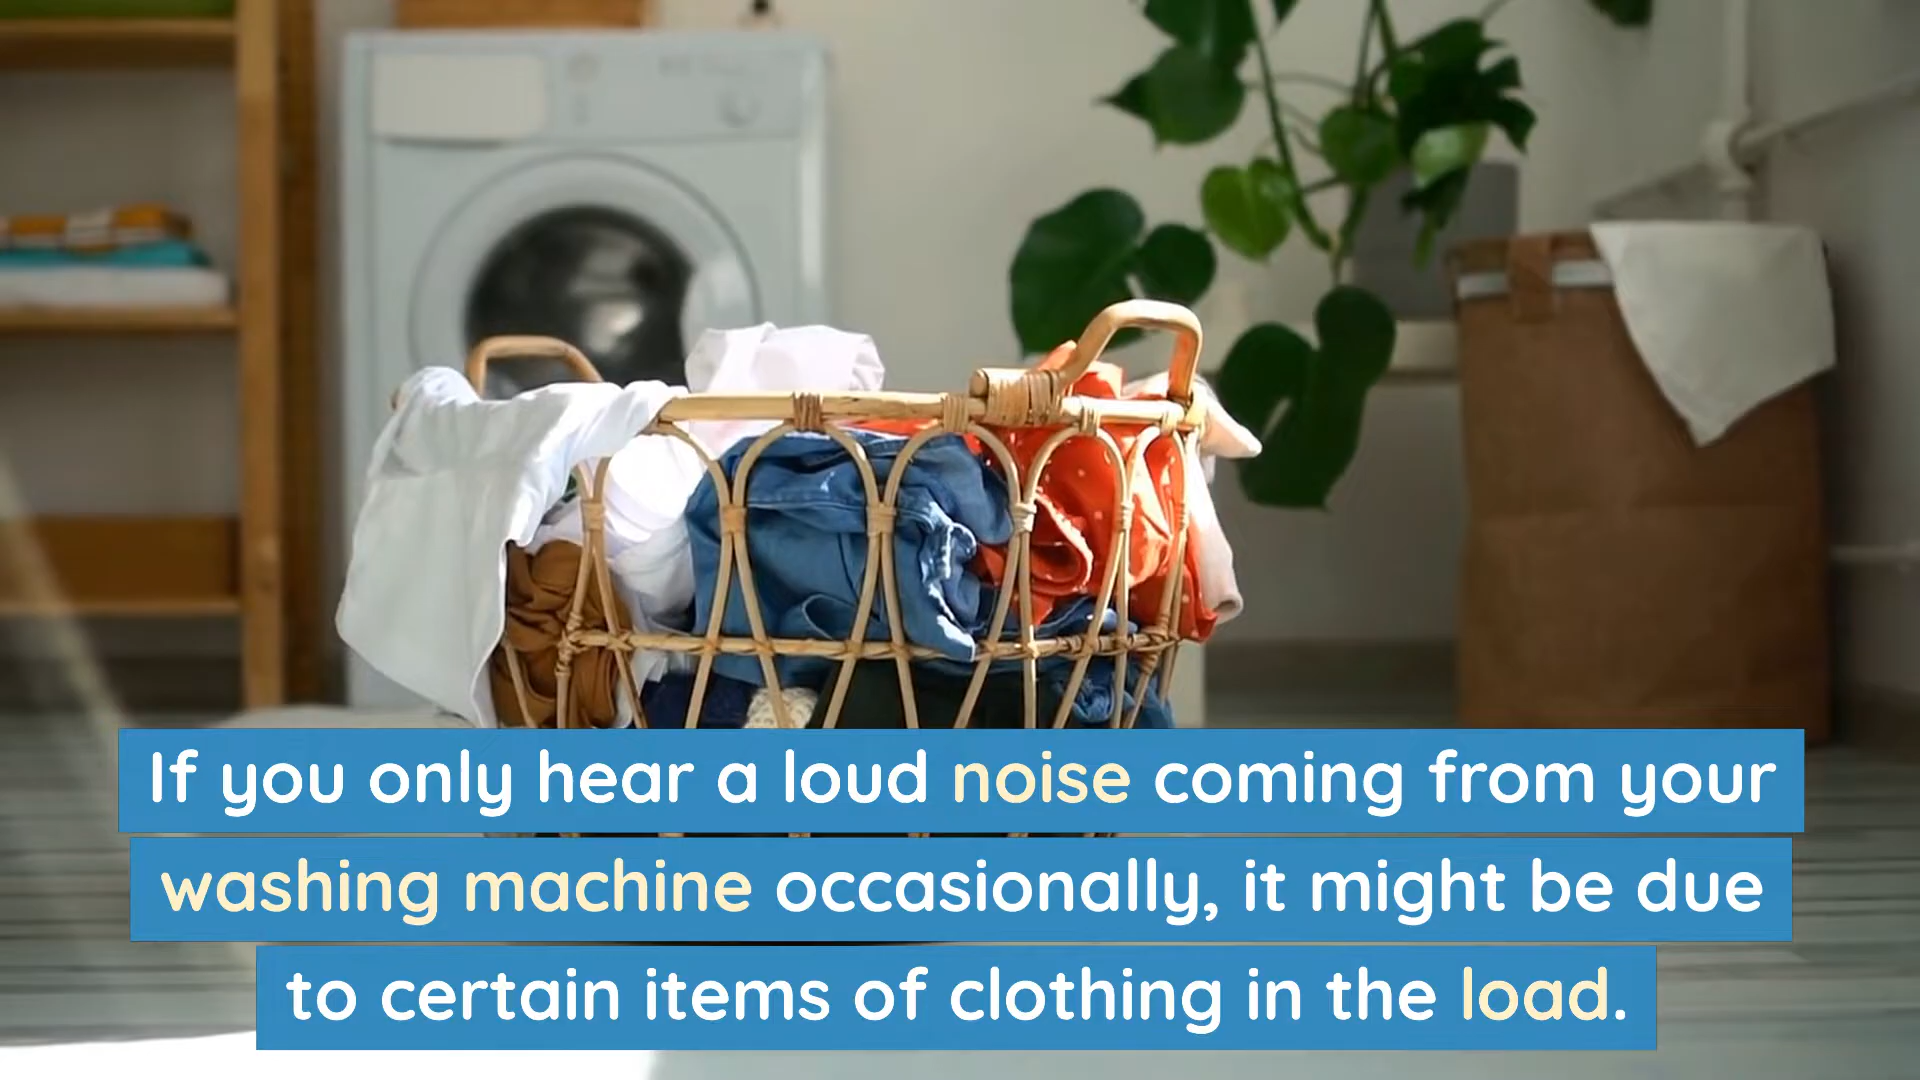 If you only hear a loud noise coming from your
washing machine occasionally, it might be due
to certain items of clothing in the load.